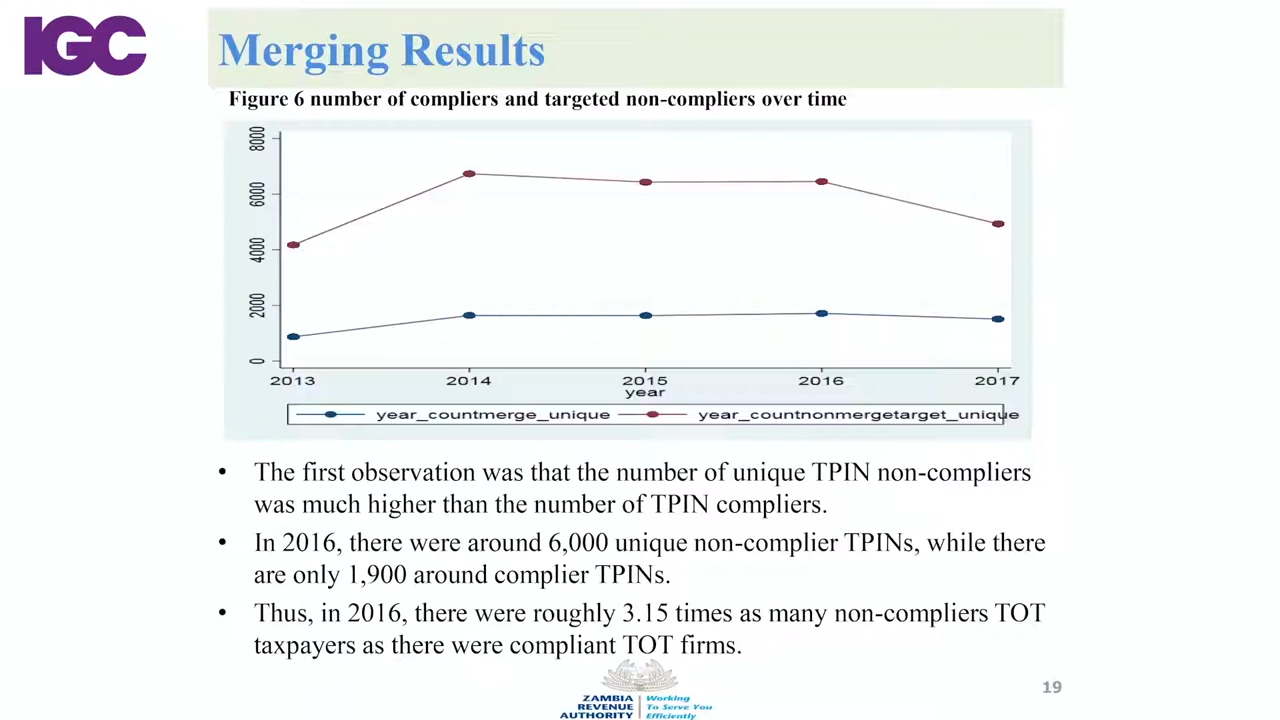 IGC
Merging Results
Figure 6 number of compliers and targeted non-compliers over time
8000
6000
4000
2000
0
2013 2014 2015 2016 2017
year
year_countmerge_unique year_countnonmergetarget_unique
• The first observation was that the number of unique TPIN non-compliers
was much higher than the number of TPIN compliers.
• In 2016, there were around 6,000 unique non-complier TPINs, while there
are only 1,900 around complier TPINs.
• Thus, in 2016, there were roughly 3.15 times as many non-compliers TOT
taxpayers as there were compliant TOT firms.
ZAMBIA Working
REVENUE To Serve You
AUTHORITY Efficiently
19